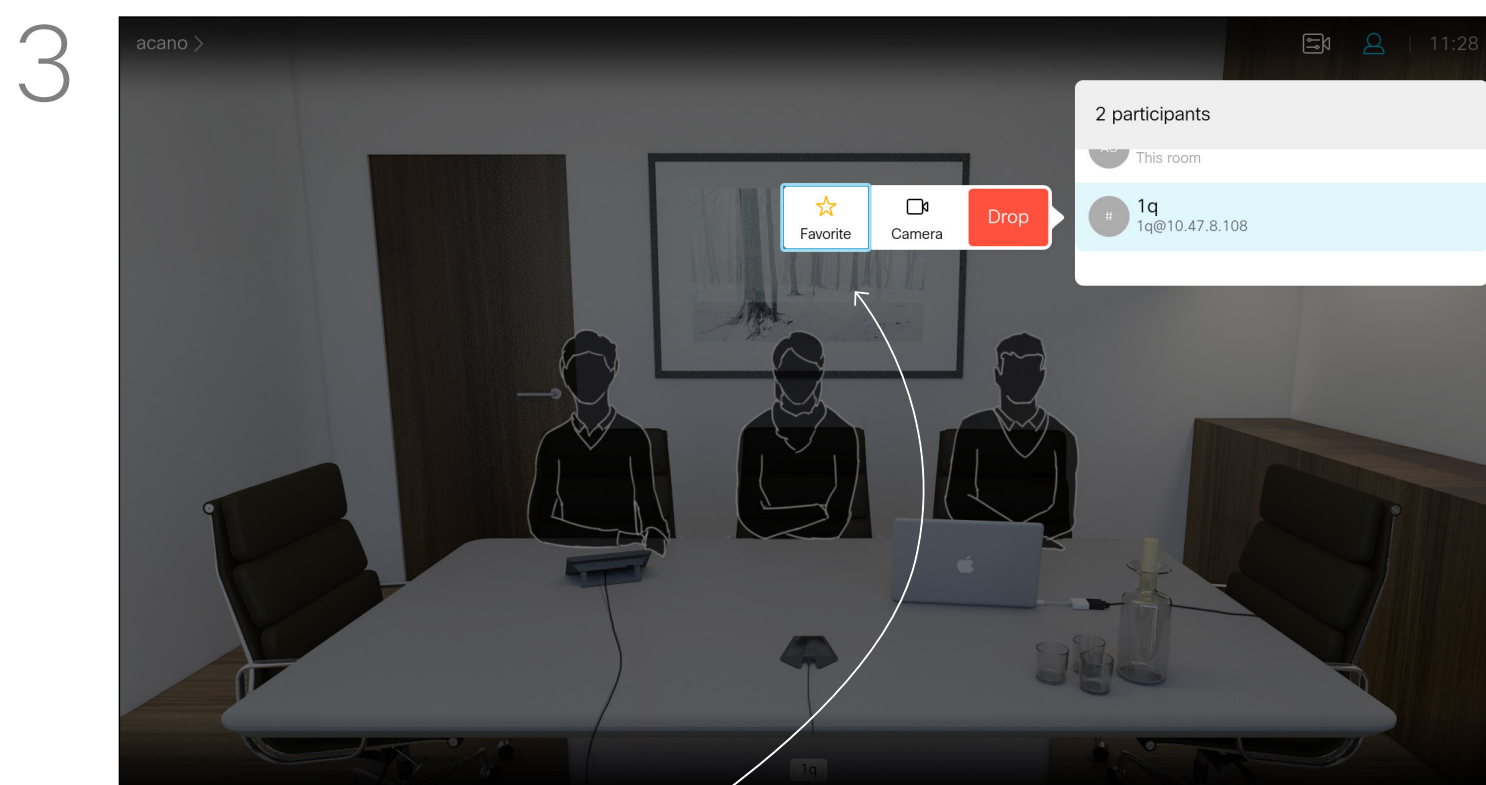 3
acano >
11:28
2 participants
This room
Favorite
Camera
Drop
#
1q
1q@10.47.8.108
1q